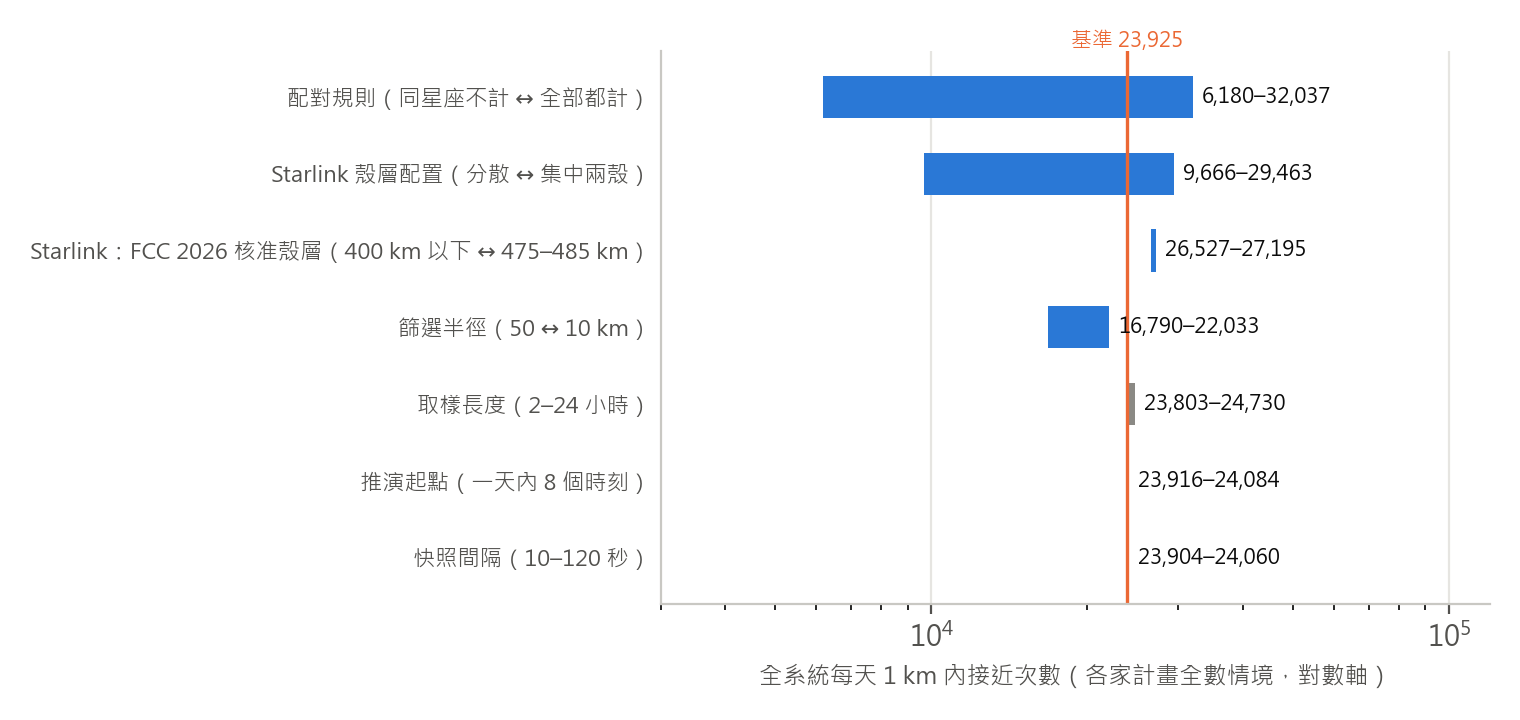 基準 23,925
配對規則（同星座不計 ↔ 全部都計） 6,180–32,037
Starlink 殼層配置（分散 ↔ 集中兩殼） 9,666–29,463
Starlink：FCC 2026 核准殼層（400 km 以下 ↔ 475–485 km） 26,527–27,195
篩選半徑（50 ↔ 10 km） 16,790–22,033
取樣長度（2–24 小時） 23,803–24,730
推演起點（一天內 8 個時刻） 23,916–24,084
快照間隔（10–120 秒） 23,904–24,060
10⁴ 10⁵
全系統每天 1 km 內接近次數（各家計畫全數情境，對數軸）